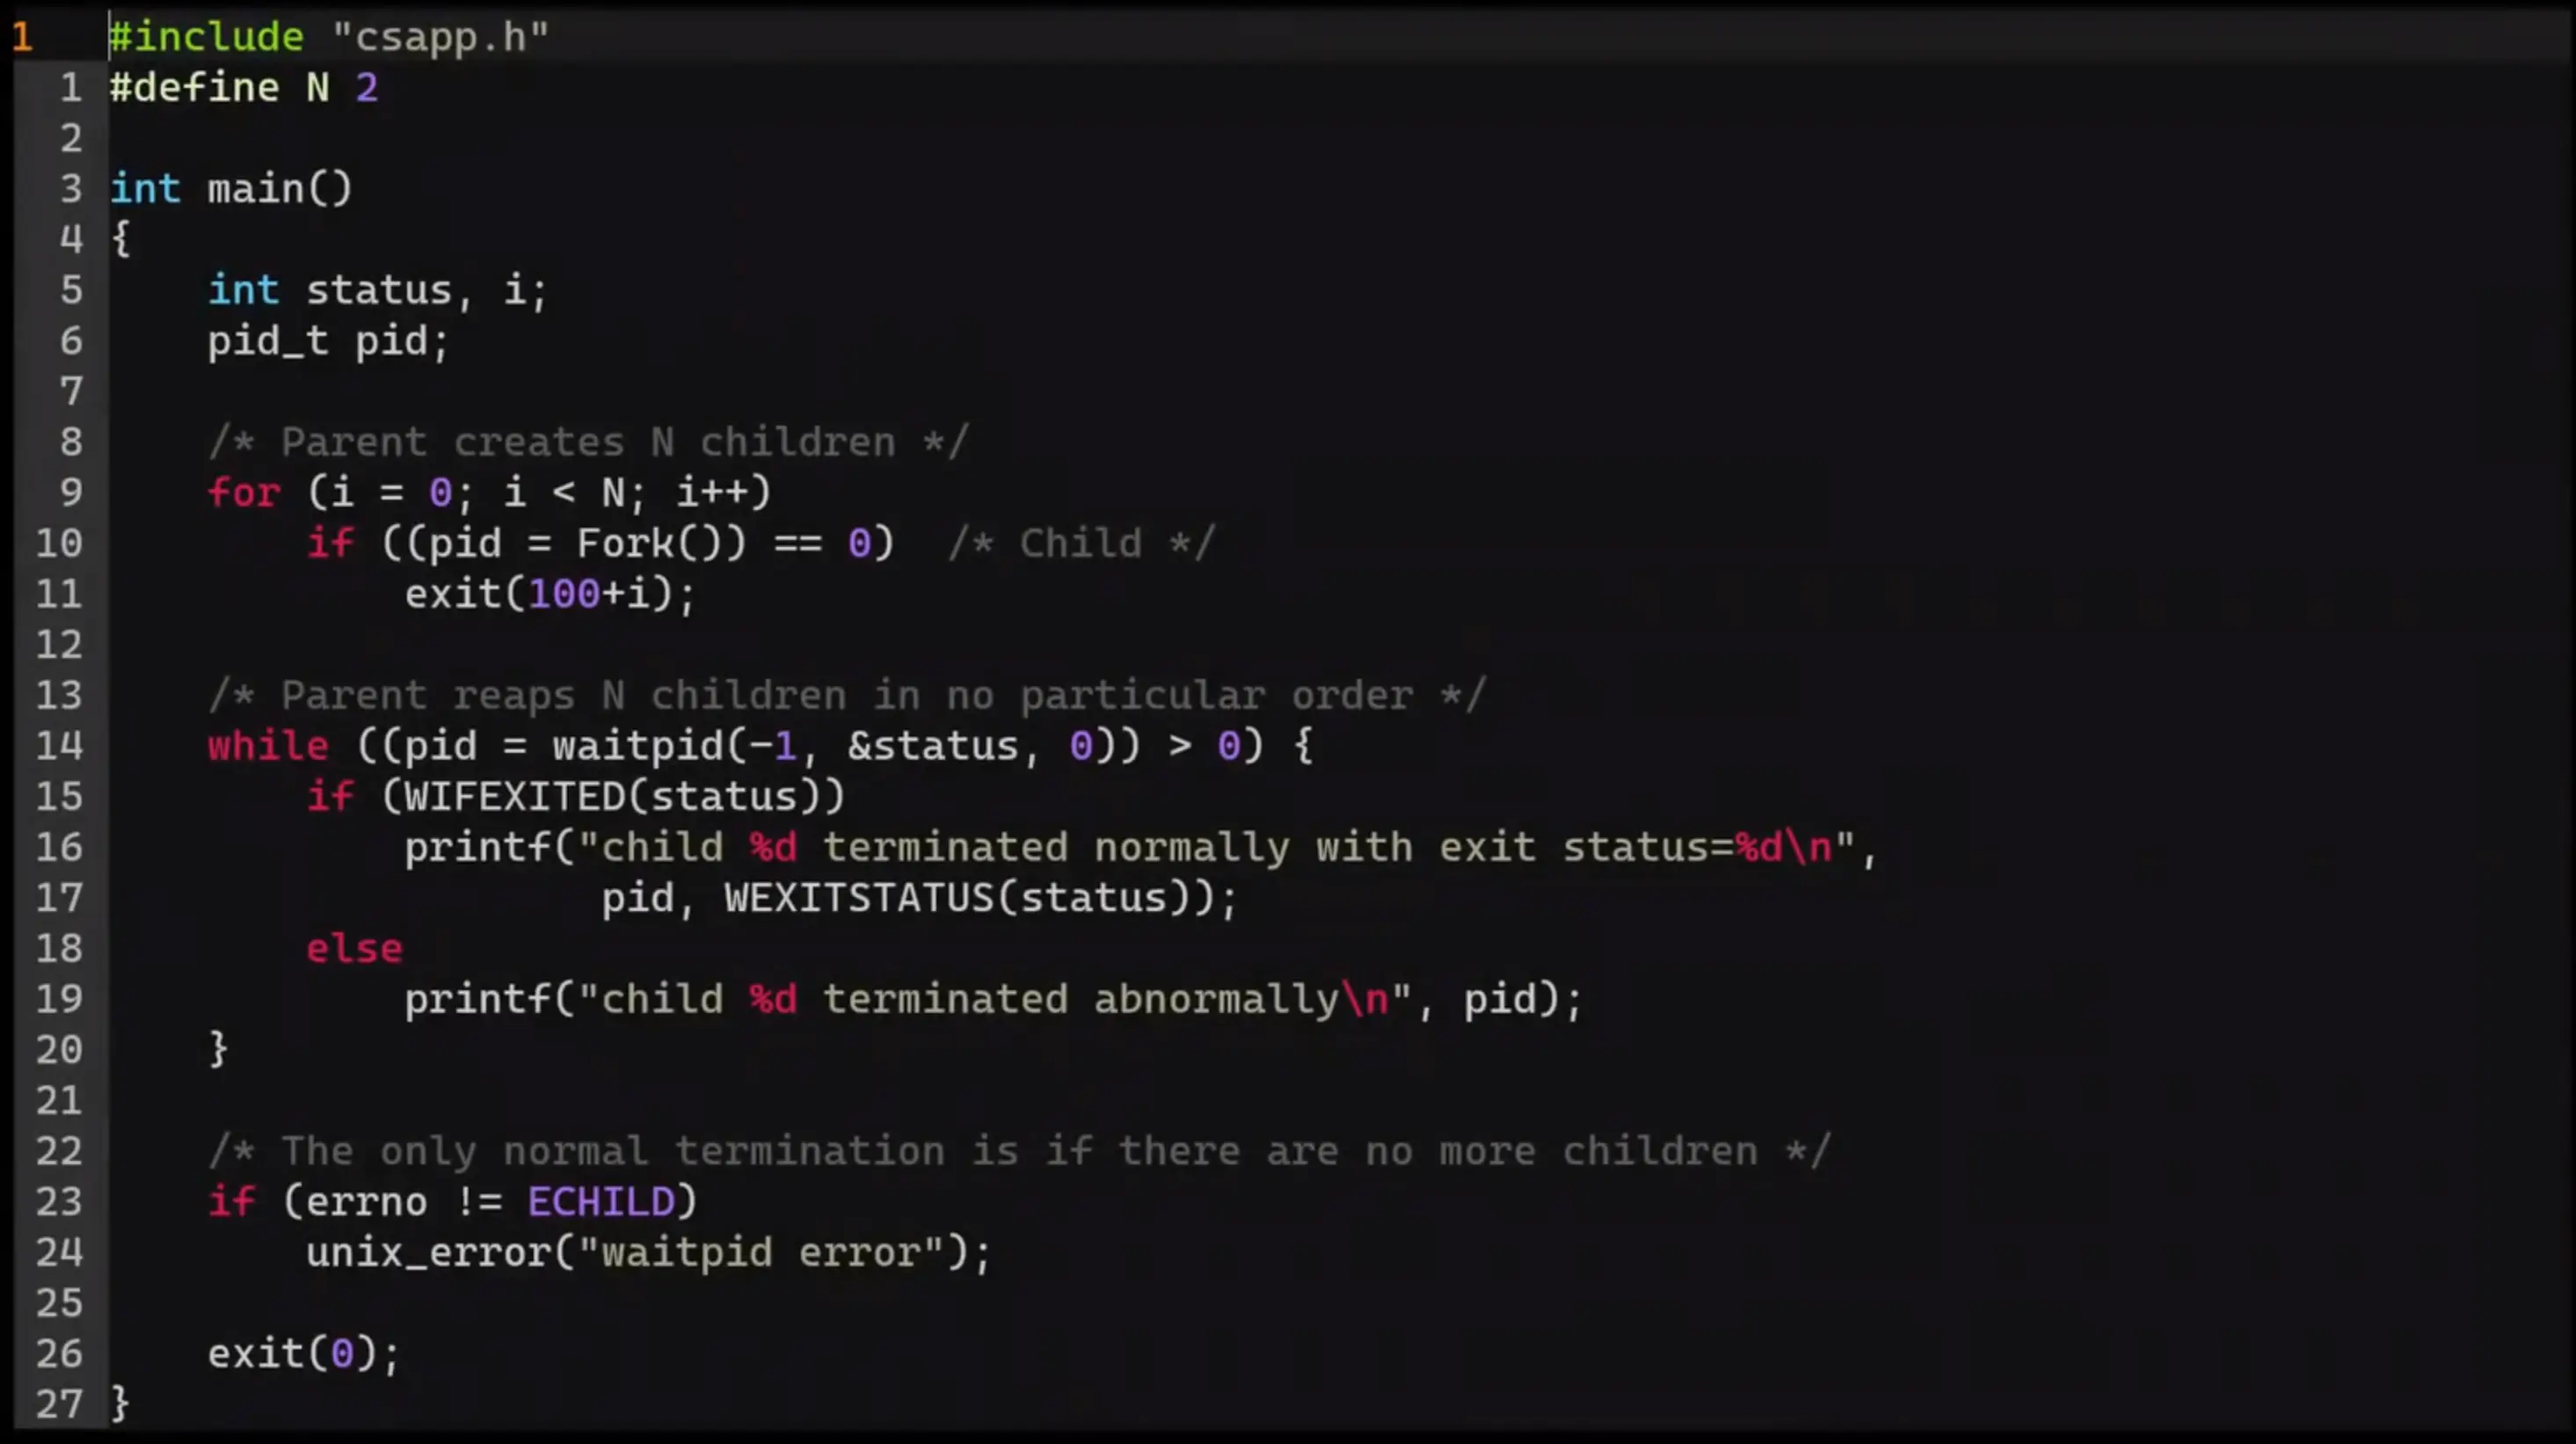 1 #include "csapp.h"
1 #define N 2
2
3 int main()
4 {
5     int status, i;
6     pid_t pid;
7
8     /* Parent creates N children */
9     for (i = 0; i < N; i++)
10         if ((pid = Fork()) == 0)  /* Child */
11             exit(100+i);
12
13     /* Parent reaps N children in no particular order */
14     while ((pid = waitpid(-1, &status, 0)) > 0) {
15         if (WIFEXITED(status))
16             printf("child %d terminated normally with exit status=%d\n",
17                     pid, WEXITSTATUS(status));
18         else
19             printf("child %d terminated abnormally\n", pid);
20     }
21
22     /* The only normal termination is if there are no more children */
23     if (errno != ECHILD)
24         unix_error("waitpid error");
25
26     exit(0);
27 }